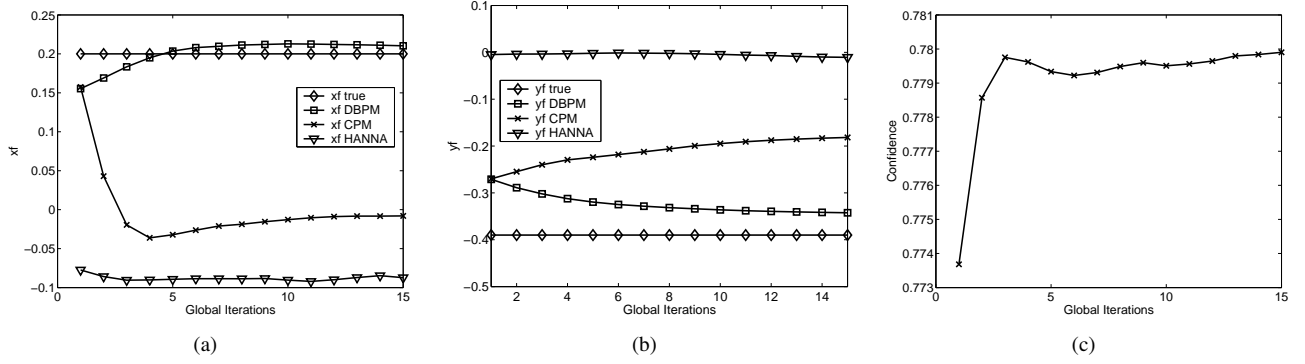 0.25
0.2
0.15
0.1
0.05
0
−0.05
−0.1
xf
0
5
10
15
Global Iterations
xf true
xf DBPM
xf CPM
xf HANNA
(a)
0.1
0
−0.1
−0.2
−0.3
−0.4
−0.5
yf
2
4
6
8
10
12
14
Global Iterations
yf true
yf DBPM
yf CPM
yf HANNA
(b)
0.781
0.78
0.779
0.778
0.777
0.776
0.775
0.774
0.773
Confidence
0
5
10
15
Global Iterations
(c)